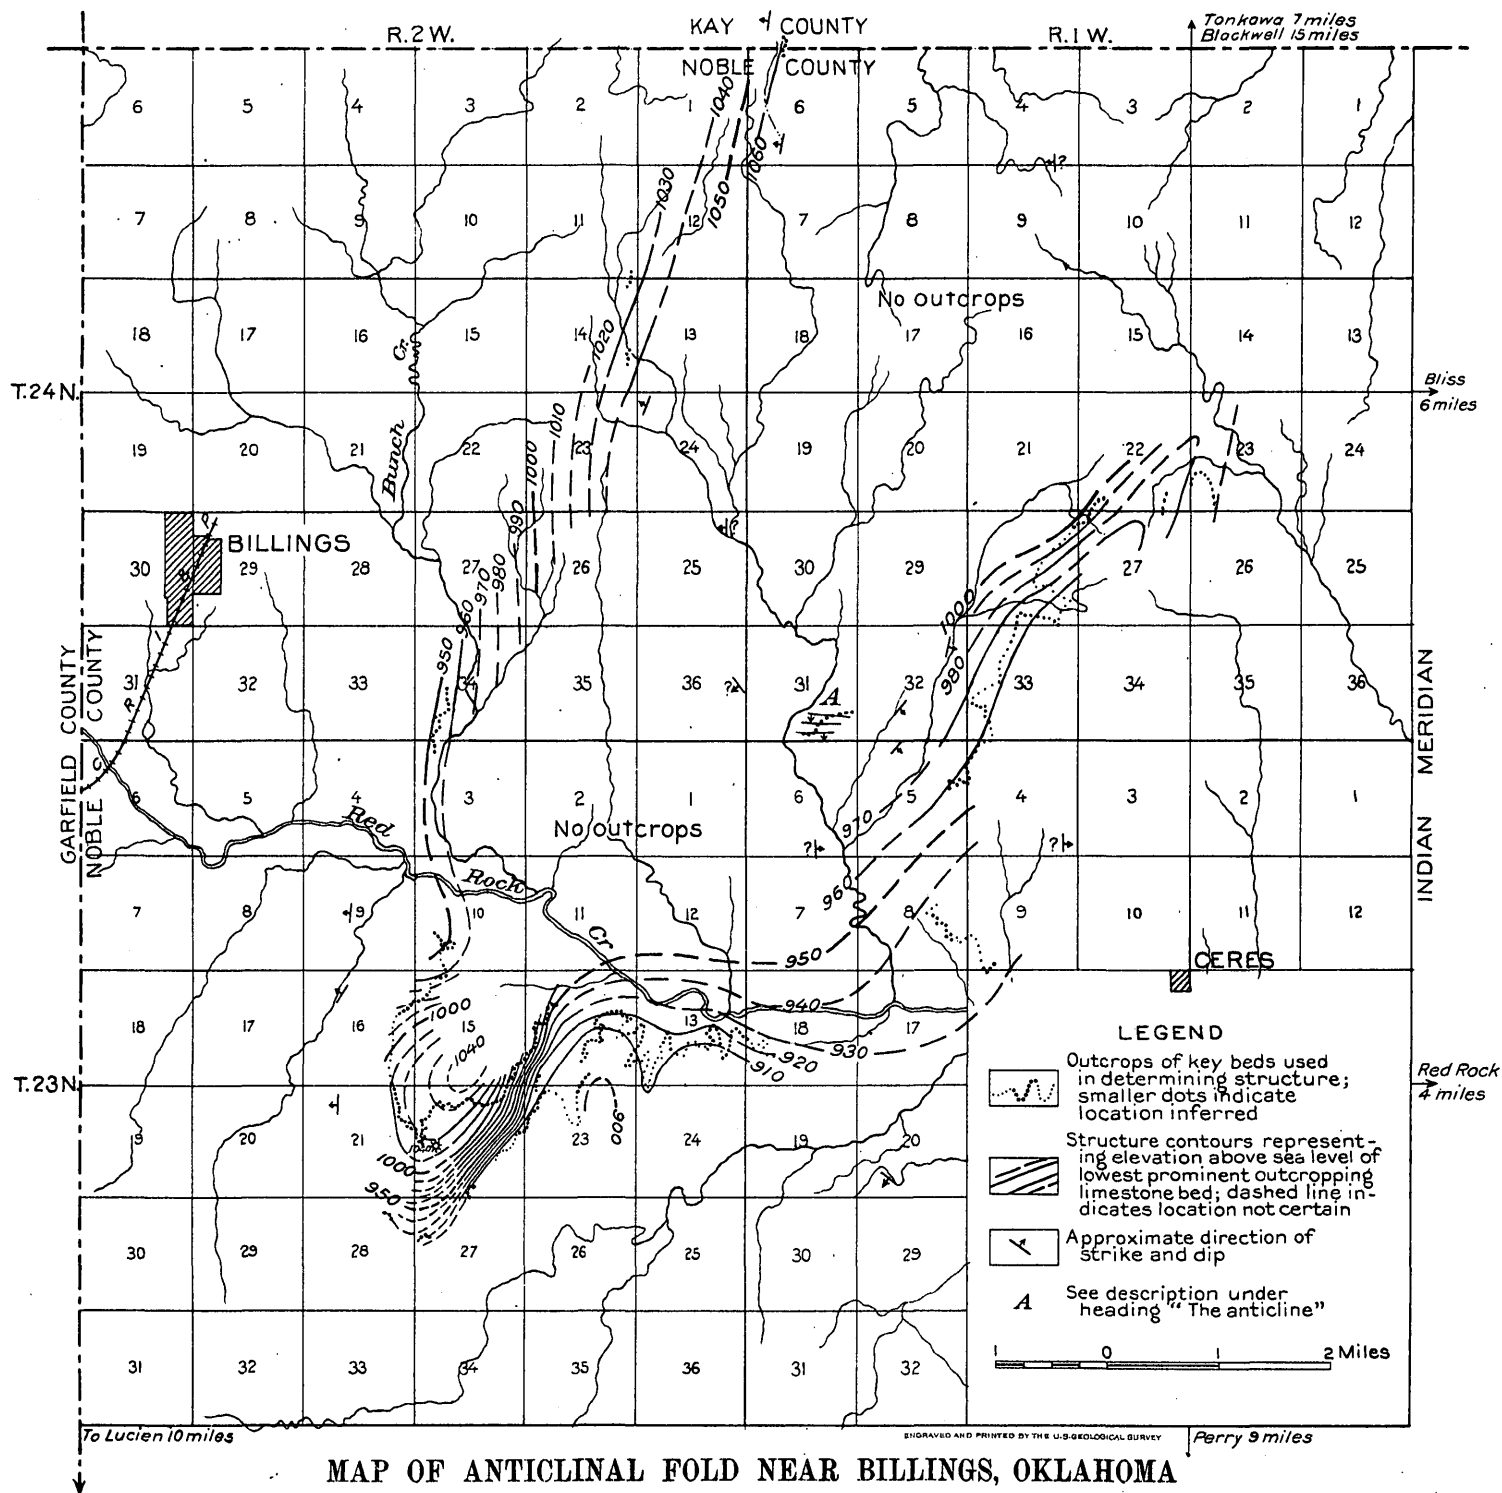 R.2W.
KAY COUNTY
R.1W.
Tonkawa 7 miles
Blackwell 15 miles
NOBLE COUNTY
6 5 4 3 2 1 6 5 4 3 2 1
1040
1060
?
1030
1050
7 8 9 10 11 12 7 8 9 10 11 12
No outcrops
18 17 16 15 14 13 18 17 16 15 14 13
1020
Cr.
T.24N.
Bliss
6 miles
Bunch
1010
1000
19 20 21 22 23 24 19 20 21 22 23 24
990
?
BILLINGS
30 29 28 27 26 25 30 29 28 27 26 25
980
970
960
1000
950
980
31 32 33 34 35 36 31 32 33 34 35 36
?
A
R
C
GARFIELD COUNTY
NOBLE COUNTY
INDIAN MERIDIAN
6 5 4 3 2 1 6 5 4 3 2 1
Red
No outcrops
970
?
?
Rock
960
7 8 9 10 11 12 7 8 9 10 11 12
Cr.
950
CERES
1000
940
18 17 16 15 13 18 17
LEGEND
1040
930
920
910
Outcrops of key beds used
in determining structure;
smaller dots indicate
location inferred
T.23N.
Red Rock
4 miles
900
19 20 21 23 24 19 20
1000
950
Structure contours represent-
ing elevation above sea level of
lowest prominent outcropping
limestone bed; dashed line in-
dicates location not certain
30 29 28 27 26 25 30 29
Approximate direction of
strike and dip
A
See description under
heading "The anticline"
31 32 33 34 35 36 31 32
1 0 1 2 Miles
To Lucien 10 miles
ENGRAVED AND PRINTED BY THE U.S.GEOLOGICAL SURVEY
Perry 9 miles
MAP OF ANTICLINAL FOLD NEAR BILLINGS, OKLAHOMA